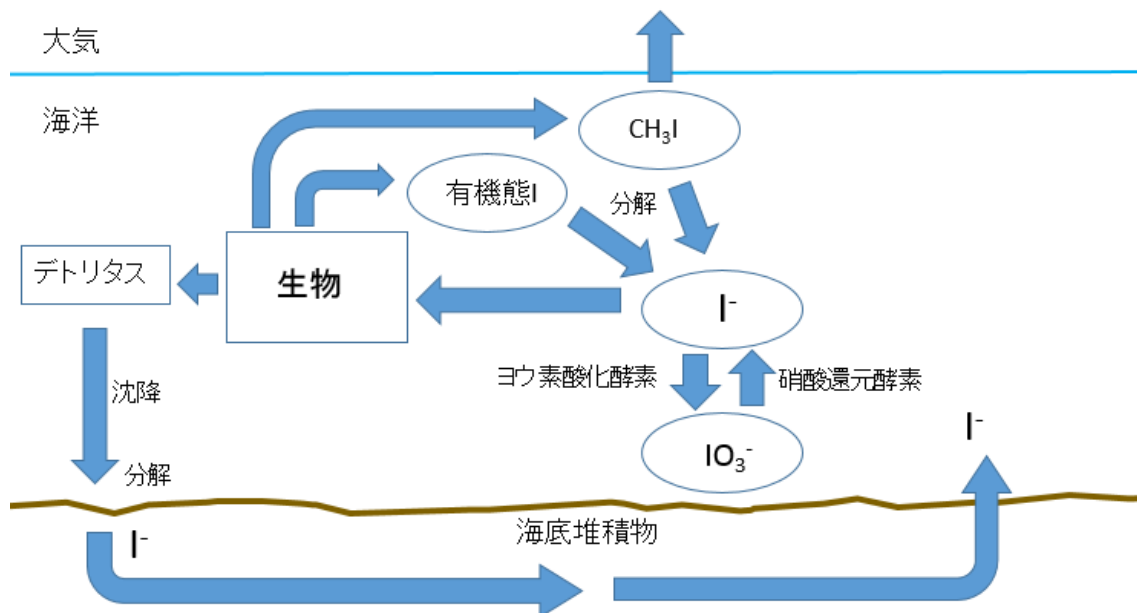 大気
海洋
CH₃I
有機態I
分解
デトリタス
生物
I⁻
ヨウ素酸化酵素
硝酸還元酵素
沈降
IO₃⁻
I⁻
分解
海底堆積物
I⁻